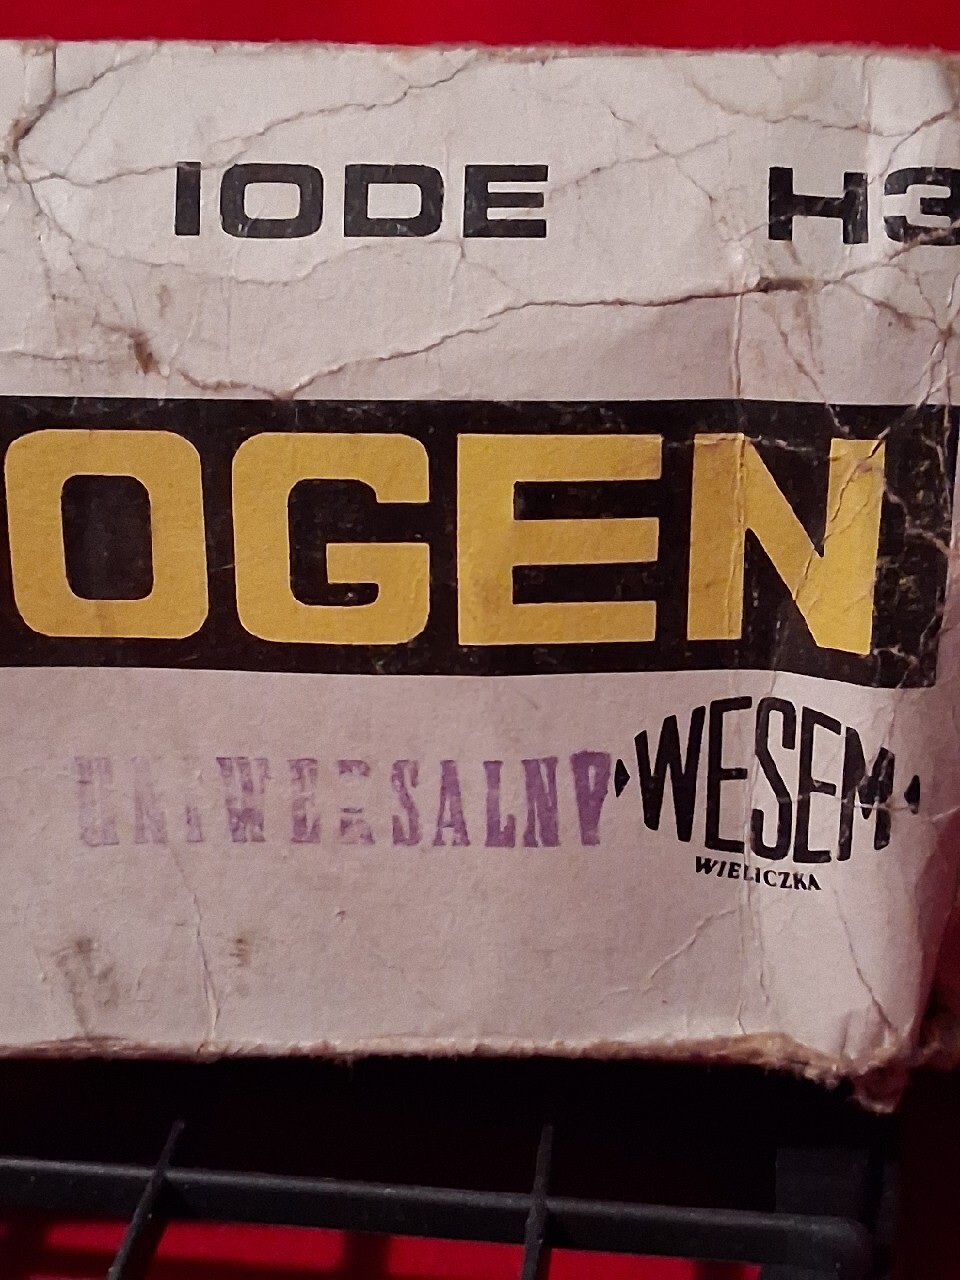 IODE H3
OGEN
UNIWERSALNY
WESEM
WIELICZKA